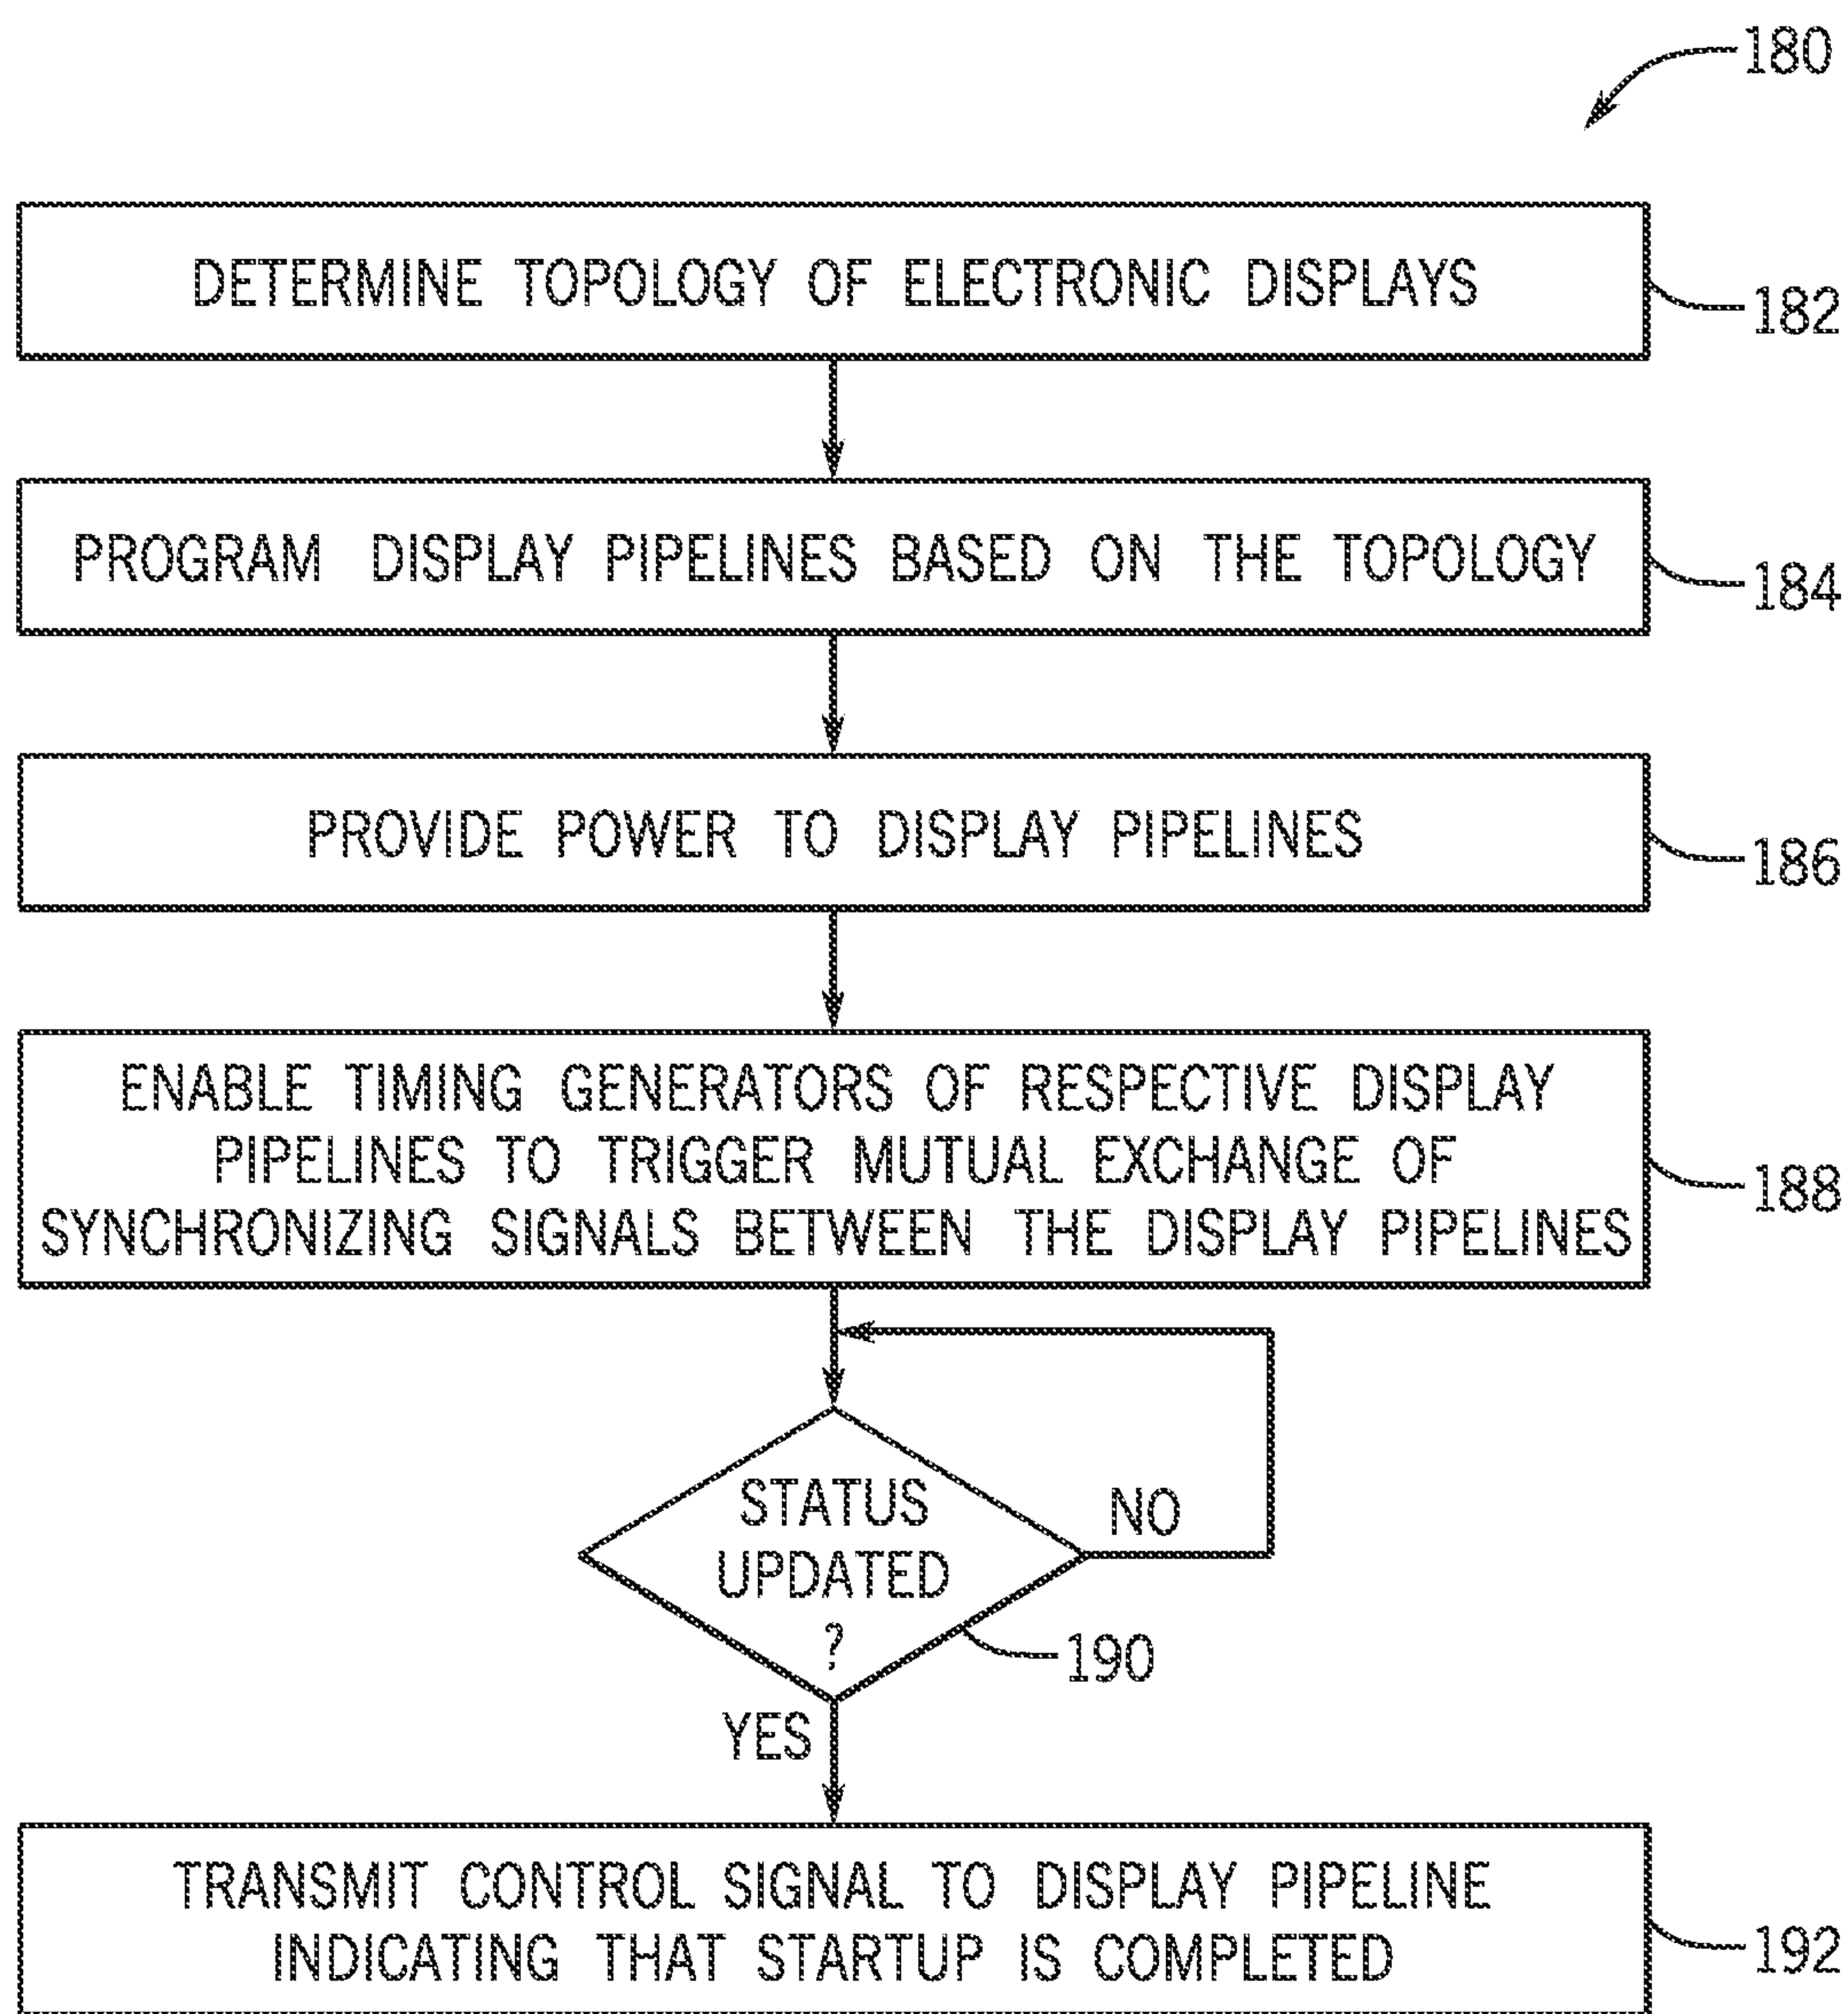 180
DETERMINE TOPOLOGY OF ELECTRONIC DISPLAYS
182
PROGRAM DISPLAY PIPELINES BASED ON THE TOPOLOGY
184
PROVIDE POWER TO DISPLAY PIPELINES
186
ENABLE TIMING GENERATORS OF RESPECTIVE DISPLAY
PIPELINES TO TRIGGER MUTUAL EXCHANGE OF
SYNCHRONIZING SIGNALS BETWEEN THE DISPLAY PIPELINES
188
STATUS
UPDATED
?
NO
190
YES
TRANSMIT CONTROL SIGNAL TO DISPLAY PIPELINE
INDICATING THAT STARTUP IS COMPLETED
192